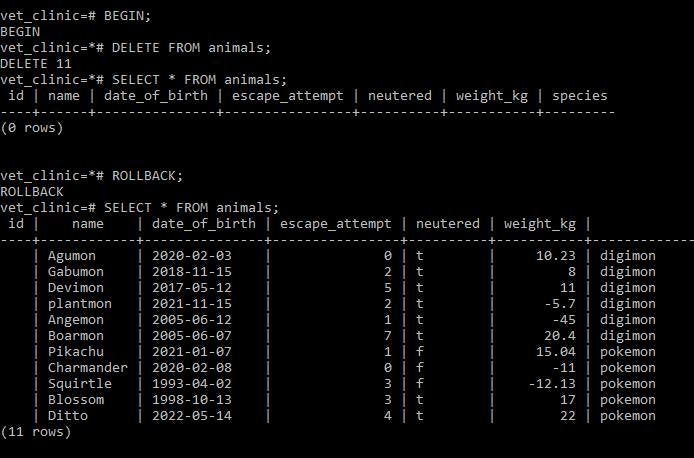 vet_clinic=# BEGIN;
BEGIN
vet_clinic=*# DELETE FROM animals;
DELETE 11
vet_clinic=*# SELECT * FROM animals;
 id | name | date_of_birth | escape_attempt | neutered | weight_kg | species
----+------+---------------+----------------+----------+-----------+---------
(0 rows)


vet_clinic=*# ROLLBACK;
ROLLBACK
vet_clinic=# SELECT * FROM animals;
 id |    name    | date_of_birth | escape_attempt | neutered | weight_kg |
----+------------+---------------+----------------+----------+-----------+-------------
    | Agumon     | 2020-02-03    |              0 | t        |     10.23 | digimon
    | Gabumon    | 2018-11-15    |              2 | t        |         8 | digimon
    | Devimon    | 2017-05-12    |              5 | t        |        11 | digimon
    | plantmon   | 2021-11-15    |              2 | t        |      -5.7 | digimon
    | Angemon    | 2005-06-12    |              1 | t        |       -45 | digimon
    | Boarmon    | 2005-06-07    |              7 | t        |      20.4 | digimon
    | Pikachu    | 2021-01-07    |              1 | f        |     15.04 | pokemon
    | Charmander | 2020-02-08    |              0 | f        |       -11 | pokemon
    | Squirtle   | 1993-04-02    |              3 | f        |    -12.13 | pokemon
    | Blossom    | 1998-10-13    |              3 | t        |        17 | pokemon
    | Ditto      | 2022-05-14    |              4 | t        |        22 | pokemon
(11 rows)